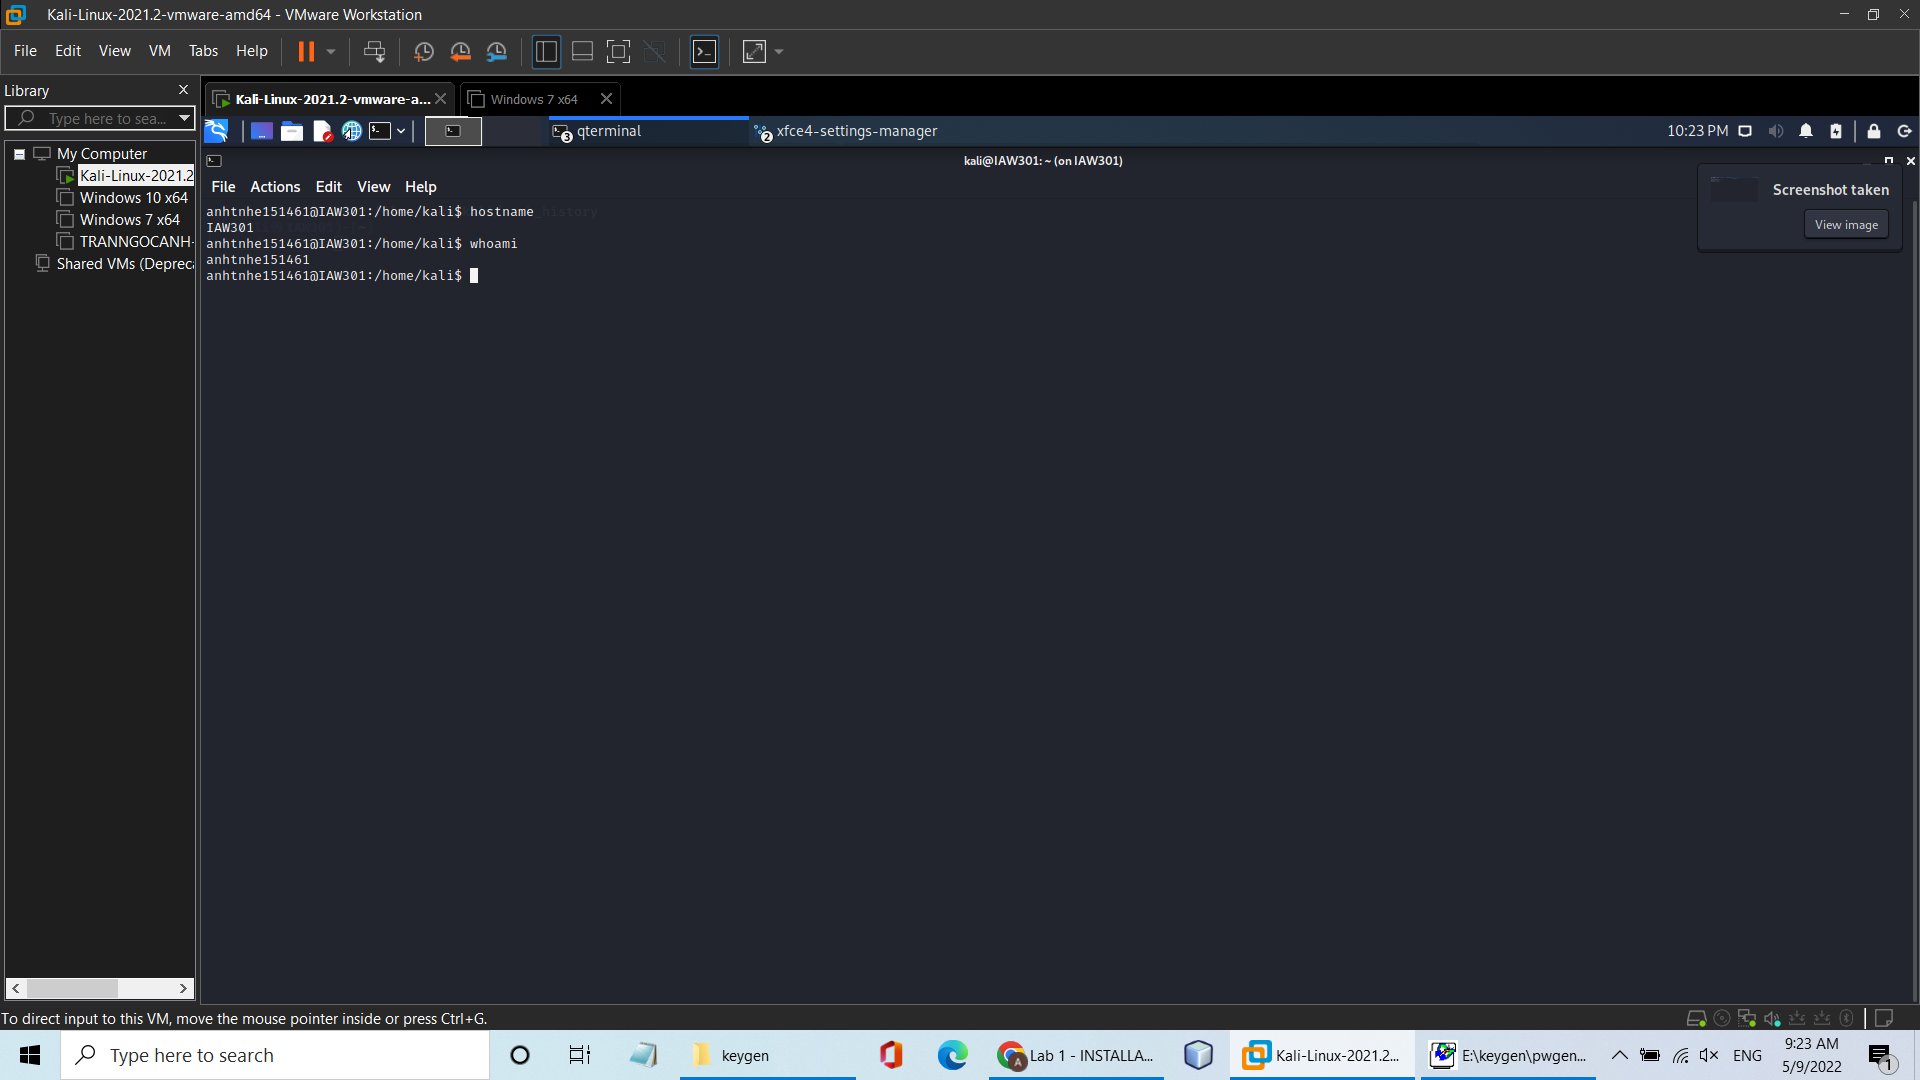 Kali-Linux-2021.2-vmware-amd64 - VMware Workstation
File Edit View VM Tabs Help
Library
Type here to sea...
My Computer
Kali-Linux-2021.2
Windows 10 x64
Windows 7 x64
TRANNGOCANH-
Shared VMs (Depreca
Kali-Linux-2021.2-vmware-a...
Windows 7 x64
3 qterminal
2 xfce4-settings-manager
10:23 PM
kali@IAW301: ~ (on IAW301)
File Actions Edit View Help
anhtnhe151461@IAW301:/home/kali$ hostname
IAW301
anhtnhe151461@IAW301:/home/kali$ whoami
anhtnhe151461
anhtnhe151461@IAW301:/home/kali$
Screenshot taken
View image
To direct input to this VM, move the mouse pointer inside or press Ctrl+G.
Type here to search
keygen
Lab 1 - INSTALLA...
Kali-Linux-2021.2...
E:\keygen\pwgen...
ENG
9:23 AM
5/9/2022
1